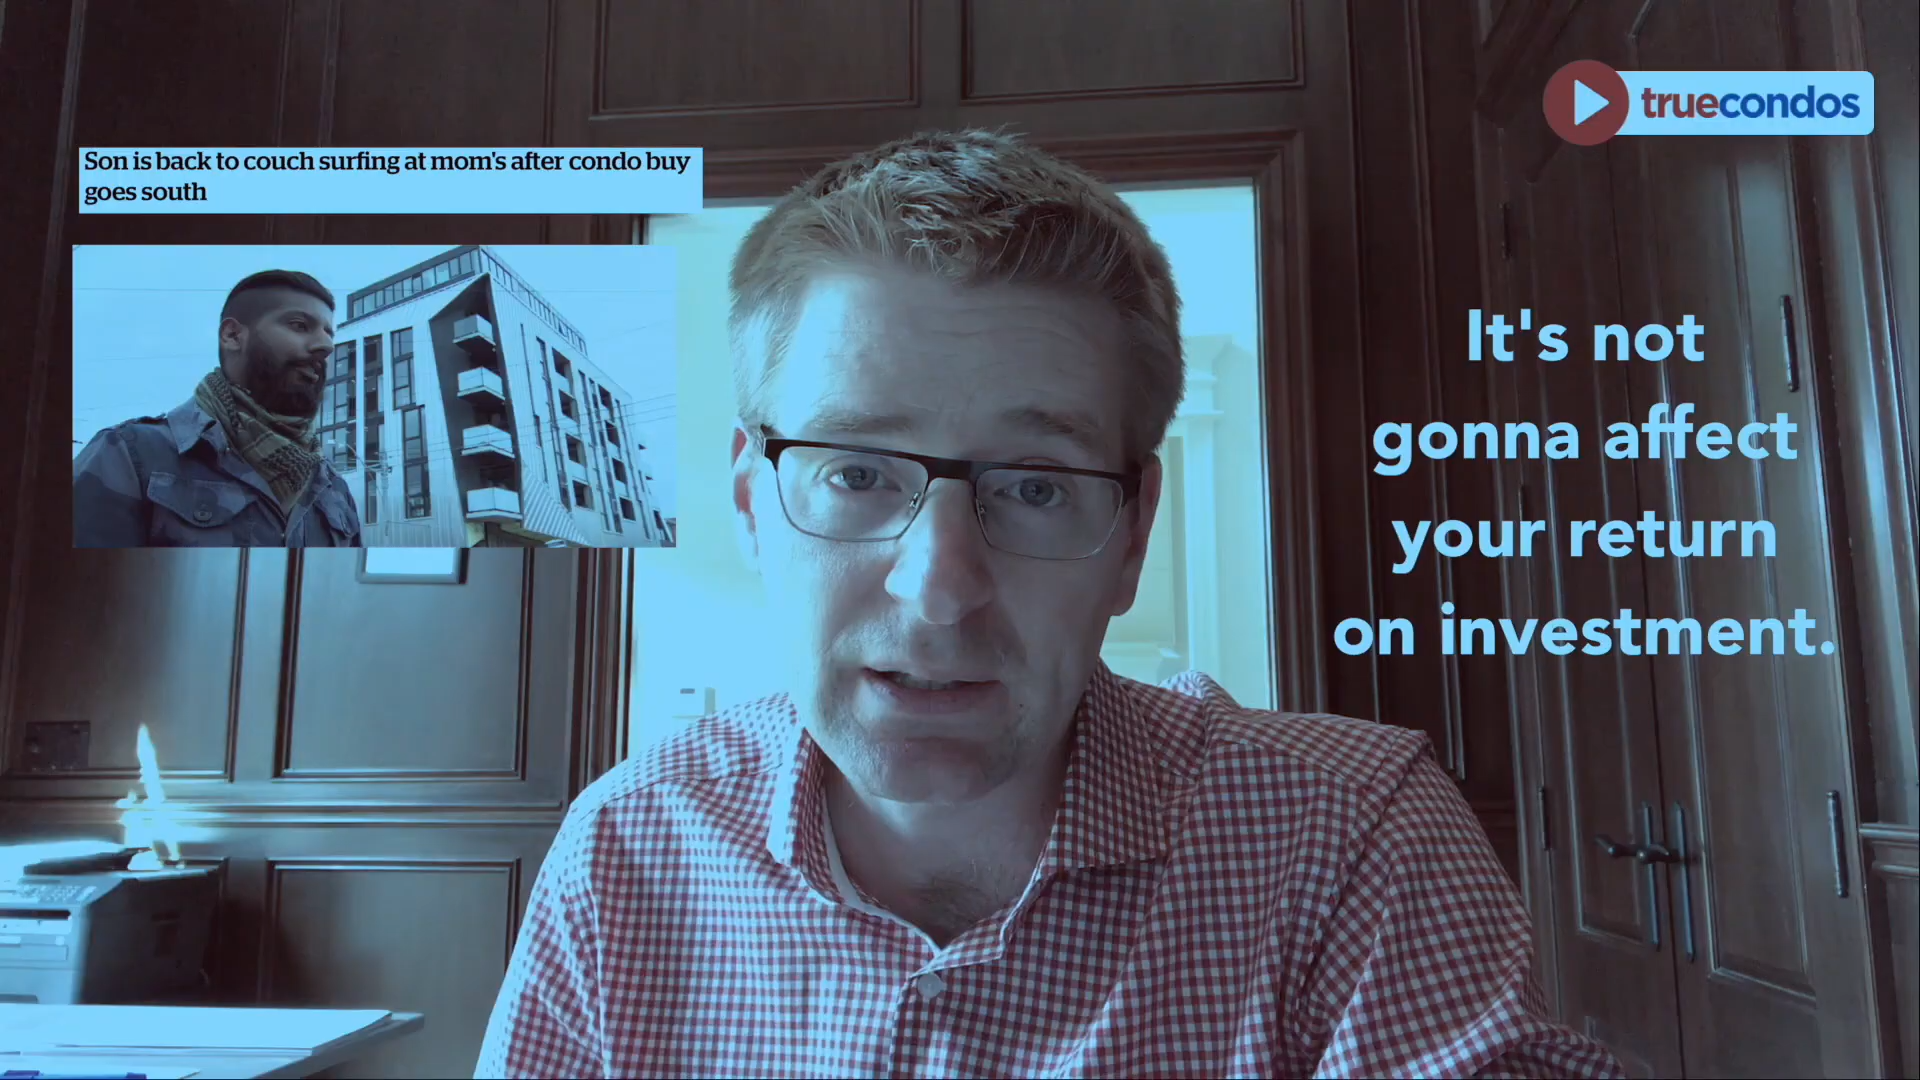 truecondos
Son is back to couch surfing at mom's after condo buy
goes south
It's not
gonna affect
your return
on investment.